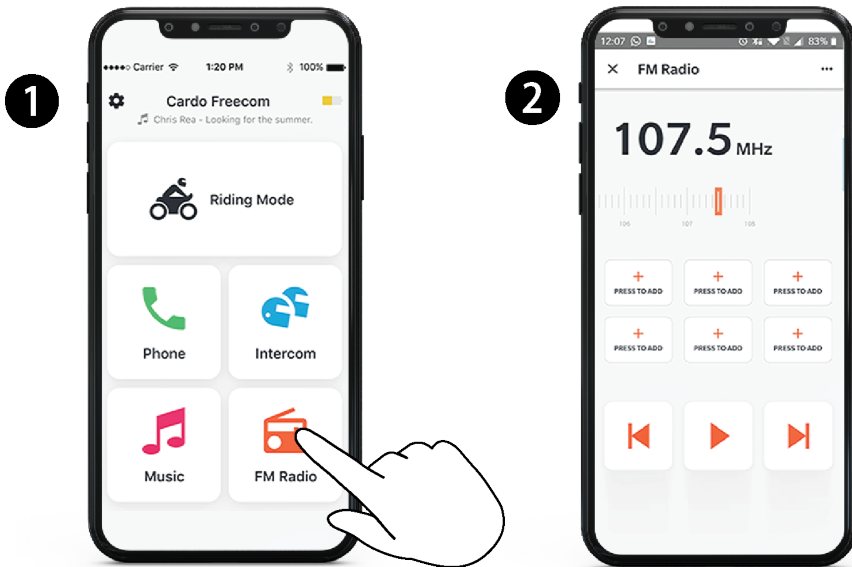 1
Carrier 1:20 PM 100%
Cardo Freecom
Chris Rea - Looking for the summer.
Riding Mode
Phone
Intercom
Music
FM Radio
2
12:07 83%
FM Radio
107.5 MHz
106 107 108
PRESS TO ADD PRESS TO ADD PRESS TO ADD
PRESS TO ADD PRESS TO ADD PRESS TO ADD